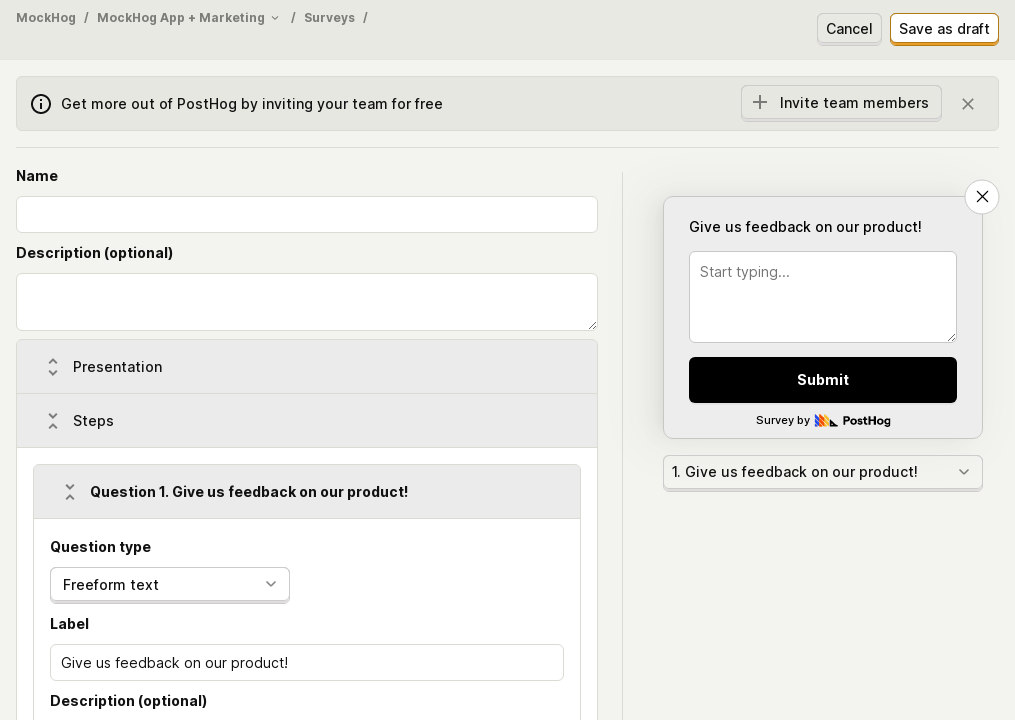 MockHog / MockHog App + Marketing / Surveys /
Cancel
Save as draft
Get more out of PostHog by inviting your team for free
Invite team members
Name
Description (optional)
Presentation
Steps
Question 1. Give us feedback on our product!
Question type
Freeform text
Label
Give us feedback on our product!
Description (optional)
Give us feedback on our product!
Start typing...
Submit
Survey by PostHog
1. Give us feedback on our product!